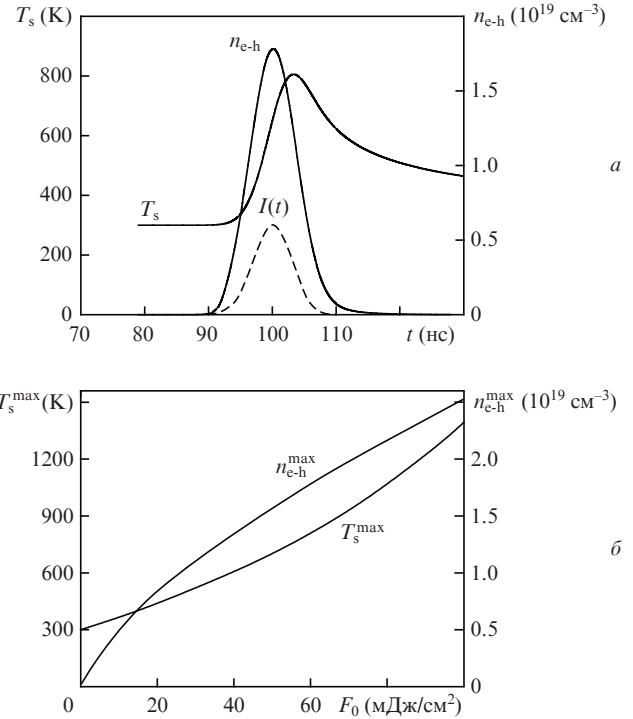 T_s (K)
n_e-h (10^19 см^–3)
n_e-h
800
1.5
600
1.0
а
T_s
I(t)
400
200
0.5
0
0
70
80
90
100
110
t (нс)
T_s^max (K)
n_e-h^max (10^19 см^–3)
1200
n_e-h^max
2.0
900
1.5
T_s^max
б
600
1.0
300
0.5
0
0
20
40
60
F_0 (мДж/см^2)